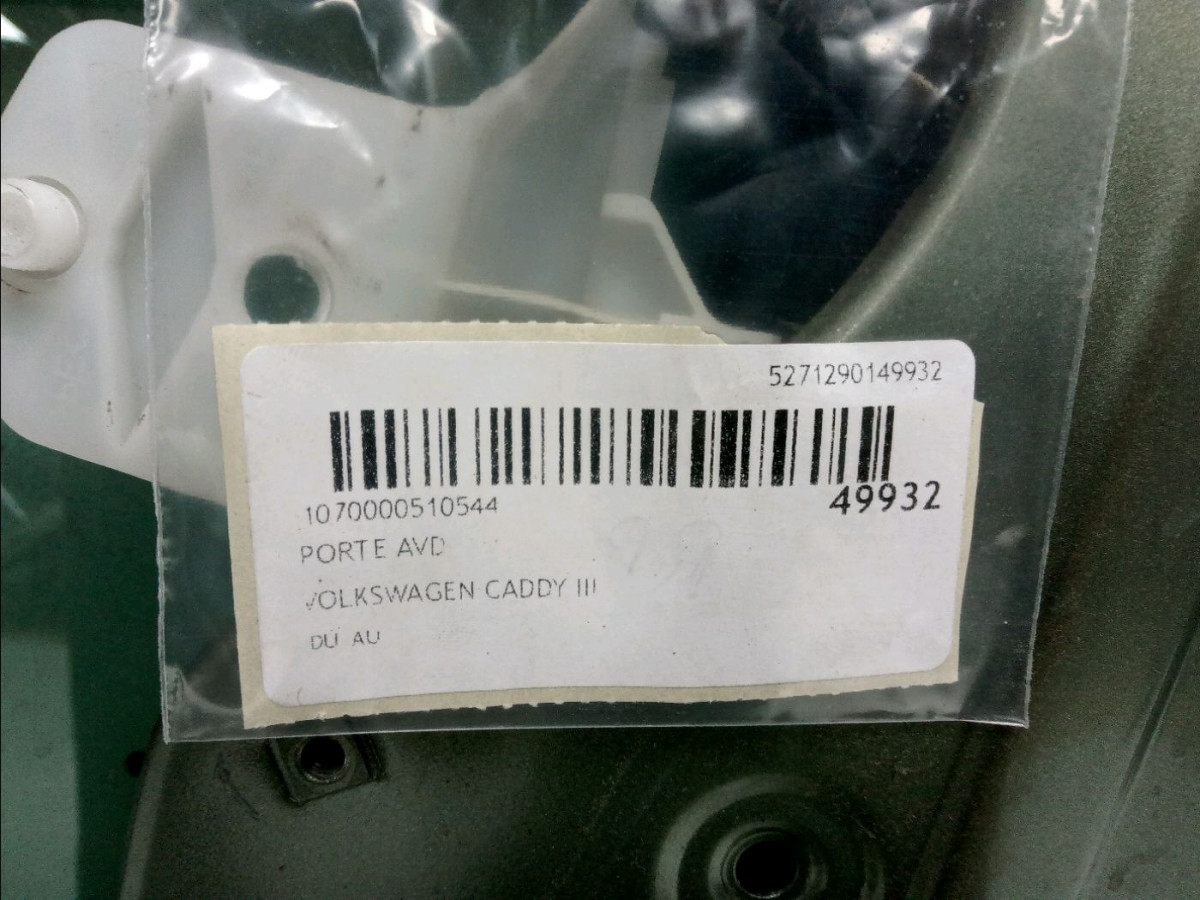 5271290149932
49932
1070000510544
PORTE AVD
VOLKSWAGEN CADDY III
DU AU